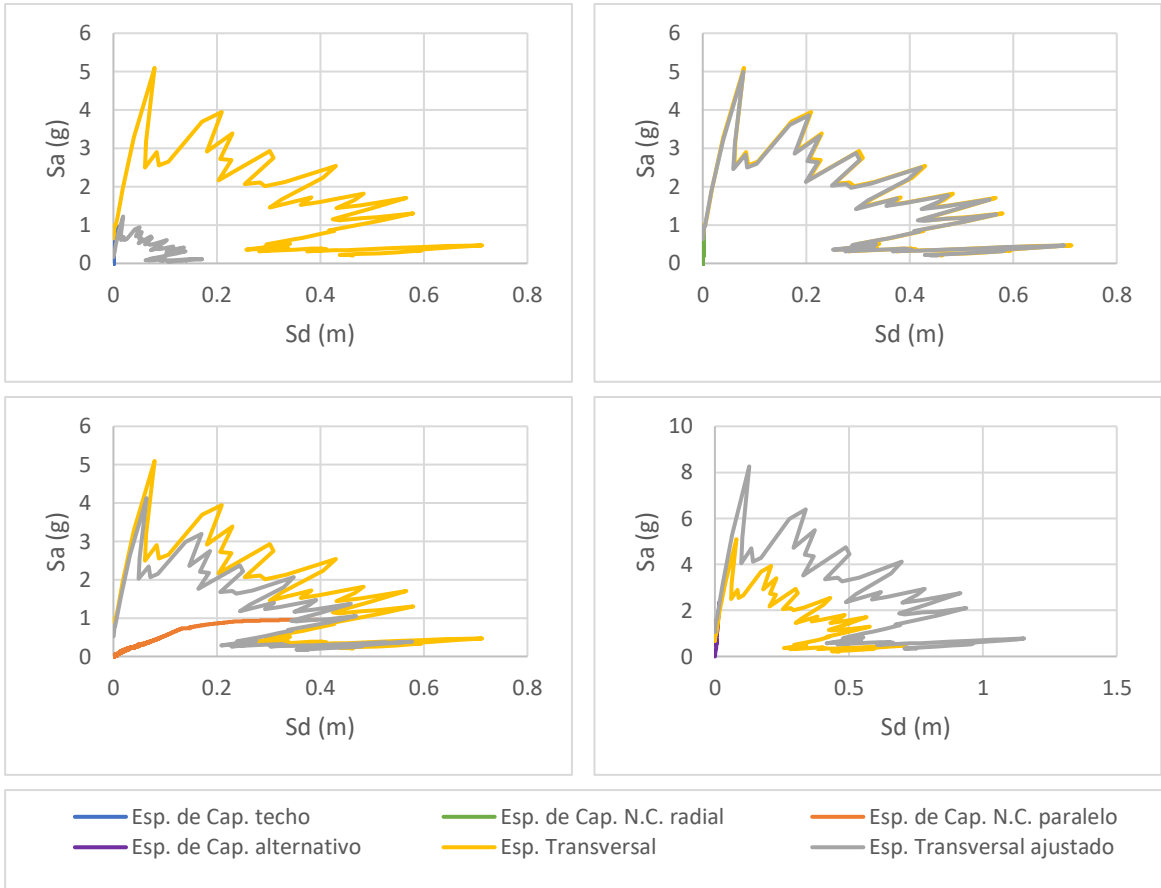 6
5
4
3
2
1
0
Sa (g)
0 0.2 0.4 0.6 0.8
Sd (m)
6
5
4
3
2
1
0
Sa (g)
0 0.2 0.4 0.6 0.8
Sd (m)
6
5
4
3
2
1
0
Sa (g)
0 0.2 0.4 0.6 0.8
Sd (m)
10
8
6
4
2
0
Sa (g)
0 0.5 1 1.5
Sd (m)
Esp. de Cap. techo Esp. de Cap. N.C. radial Esp. de Cap. N.C. paralelo
Esp. de Cap. alternativo Esp. Transversal Esp. Transversal ajustado